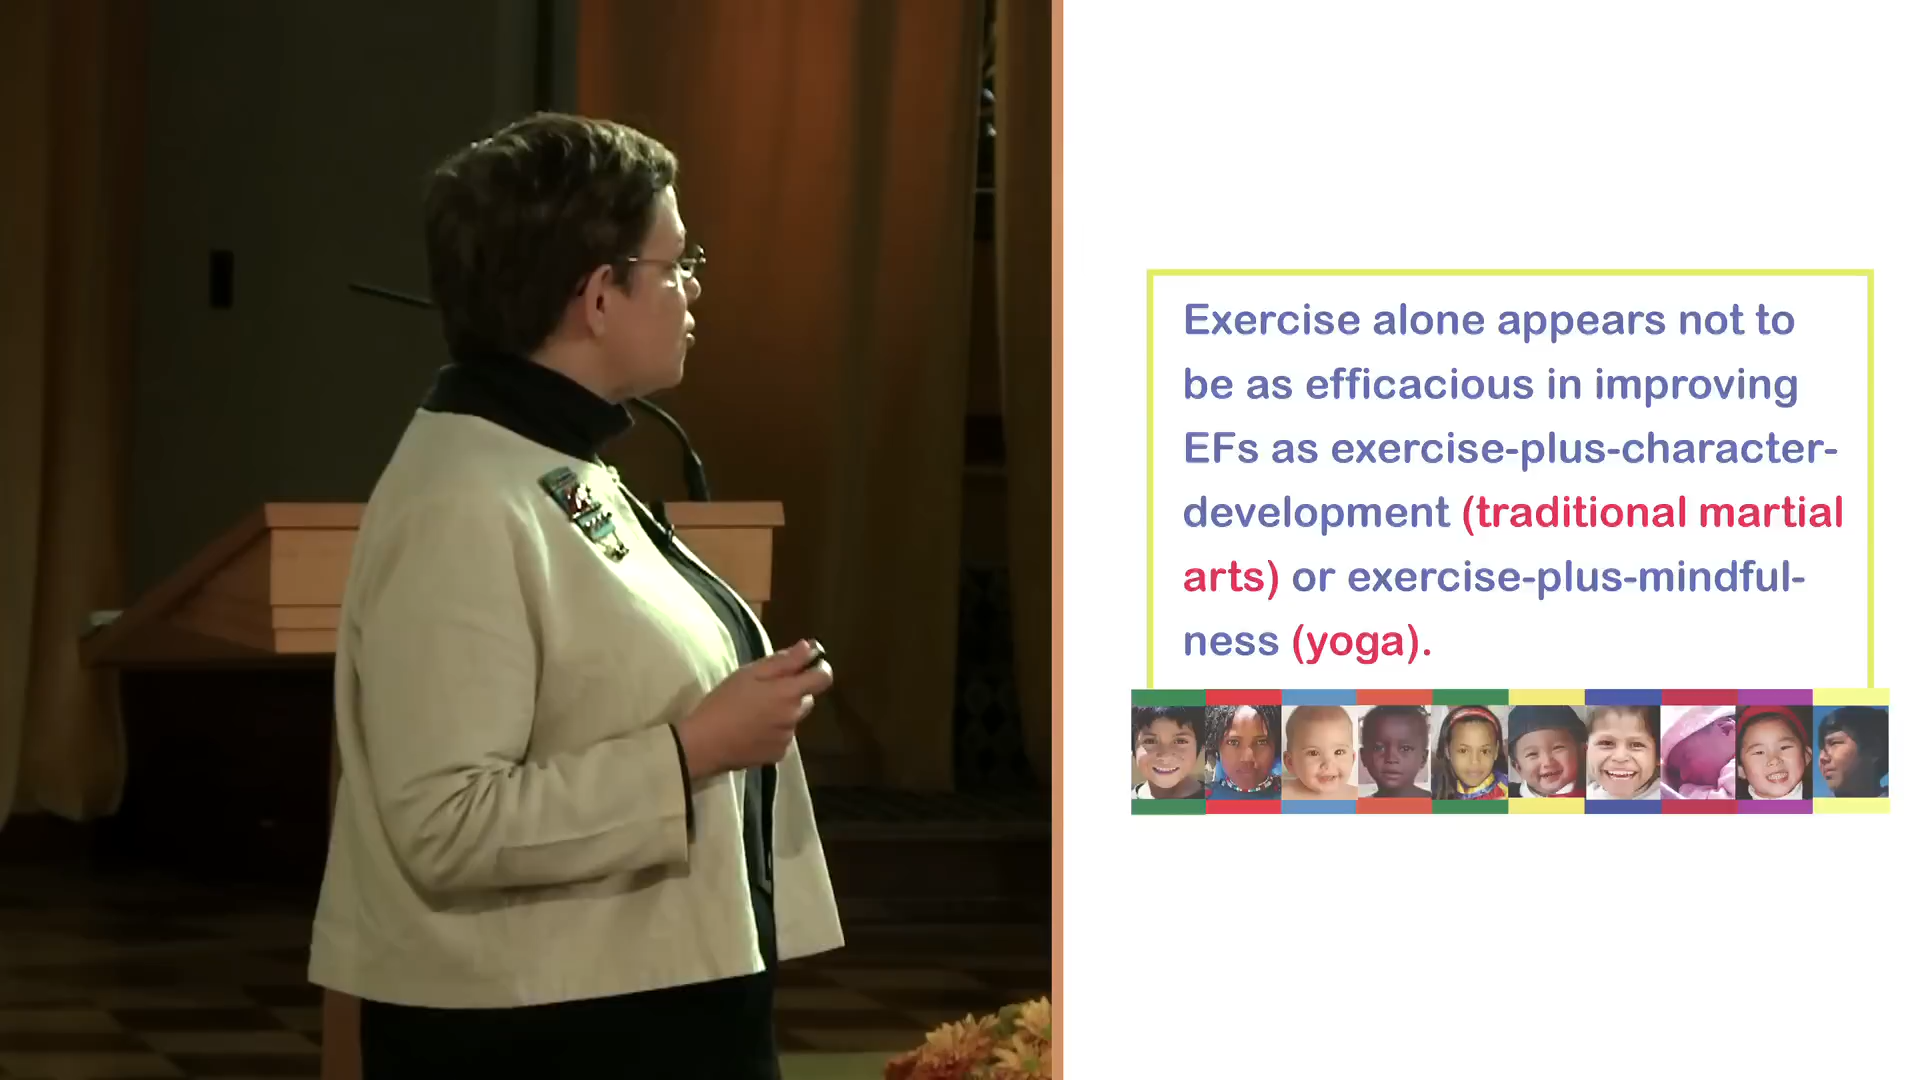 Exercise alone appears not to
be as efficacious in improving
EFs as exercise-plus-character-
development (traditional martial
arts) or exercise-plus-mindful-
ness (yoga).